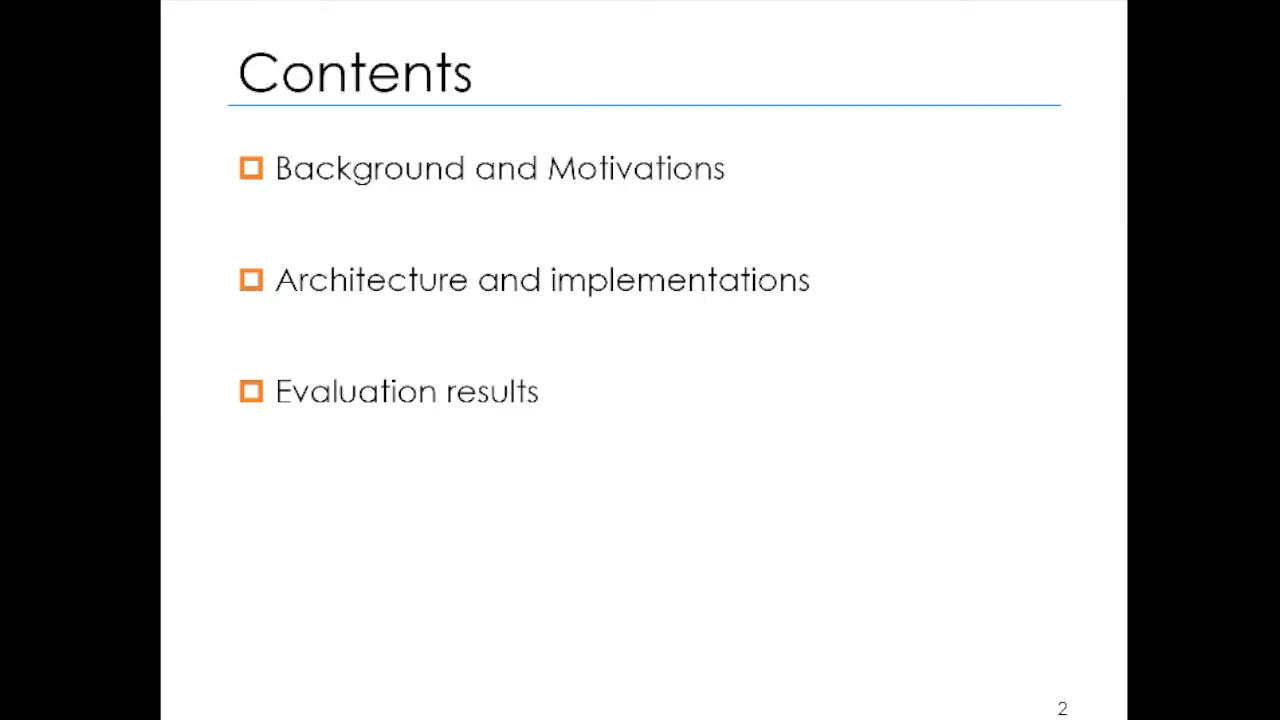 Contents
Background and Motivations
Architecture and implementations
Evaluation results
2